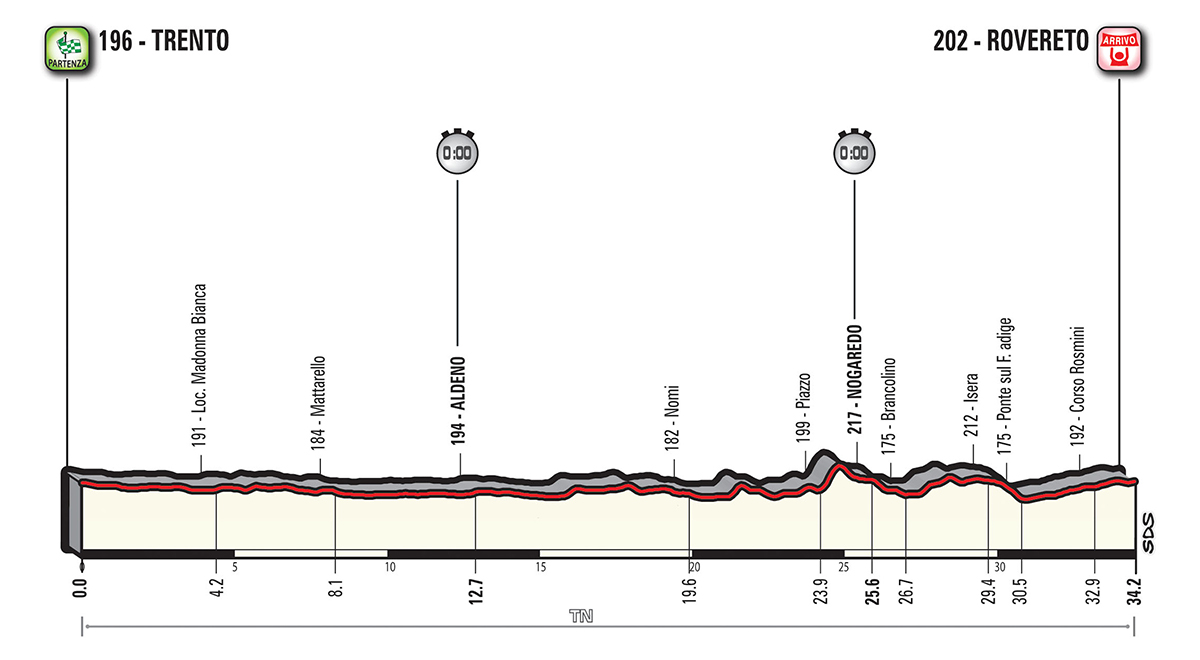 196 - TRENTO
202 - ROVERETO
PARTENZA
ARRIVO
0:00
0:00
191 - Loc. Madonna Bianca
184 - Mattarello
194 - ALDENO
182 - Nomi
199 - Piazzo
217 - NOGAREDO
175 - Brancolino
212 - Isera
175 - Ponte sul F. adige
192 - Corso Rosmini
SDS
5
10
15
20
25
30
0.0
4.2
8.1
12.7
19.6
23.9
25.6
26.7
29.4
30.5
32.9
34.2
TN